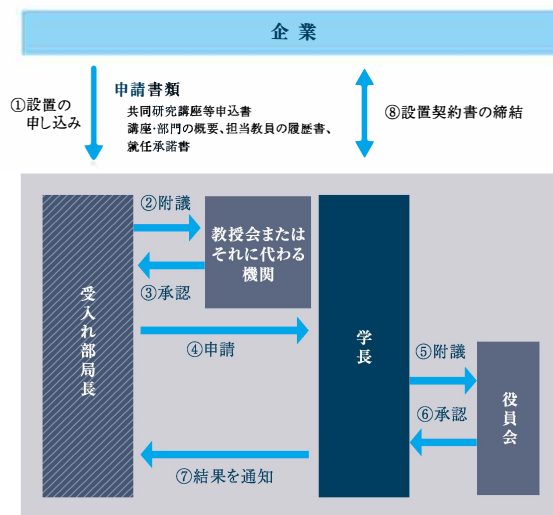 企業
①設置の
申し込み
申請書類
共同研究講座等申込書
講座・部門の概要、担当教員の履歴書、
就任承諾書
⑧設置契約書の締結
受入れ部局長
②附議
教授会または
それに代わる
機関
③承認
④申請
学長
⑤附議
⑥承認
役員会
⑦結果を通知